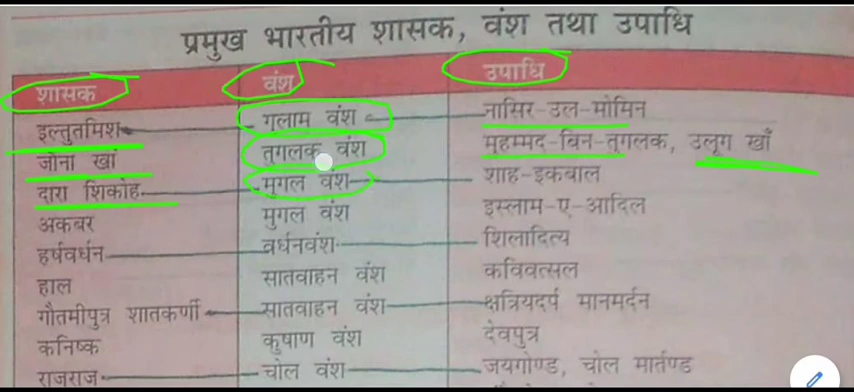 प्रमुख भारतीय शासक, वंश तथा उपाधि
शासक वंश उपाधि
इल्तुतमिश गुलाम वंश नासिर-उल-मोमिन
जोना खां तुगलक वंश मुहम्मद-बिन-तुगलक, उलूग खाँ
दारा शिकोह मुगल वंश शाह-इकबाल
अकबर मुगल वंश इस्लाम-ए-आदिल
हर्षवर्धन वर्धनवंश शिलादित्य
हाल सातवाहन वंश कविवत्सल
गौतमीपुत्र शातकर्णी सातवाहन वंश क्षत्रियदर्प मानमर्दन
कनिष्क कुषाण वंश देवपुत्र
राजराज चोल वंश जयगोण्ड, चोल मार्तण्ड